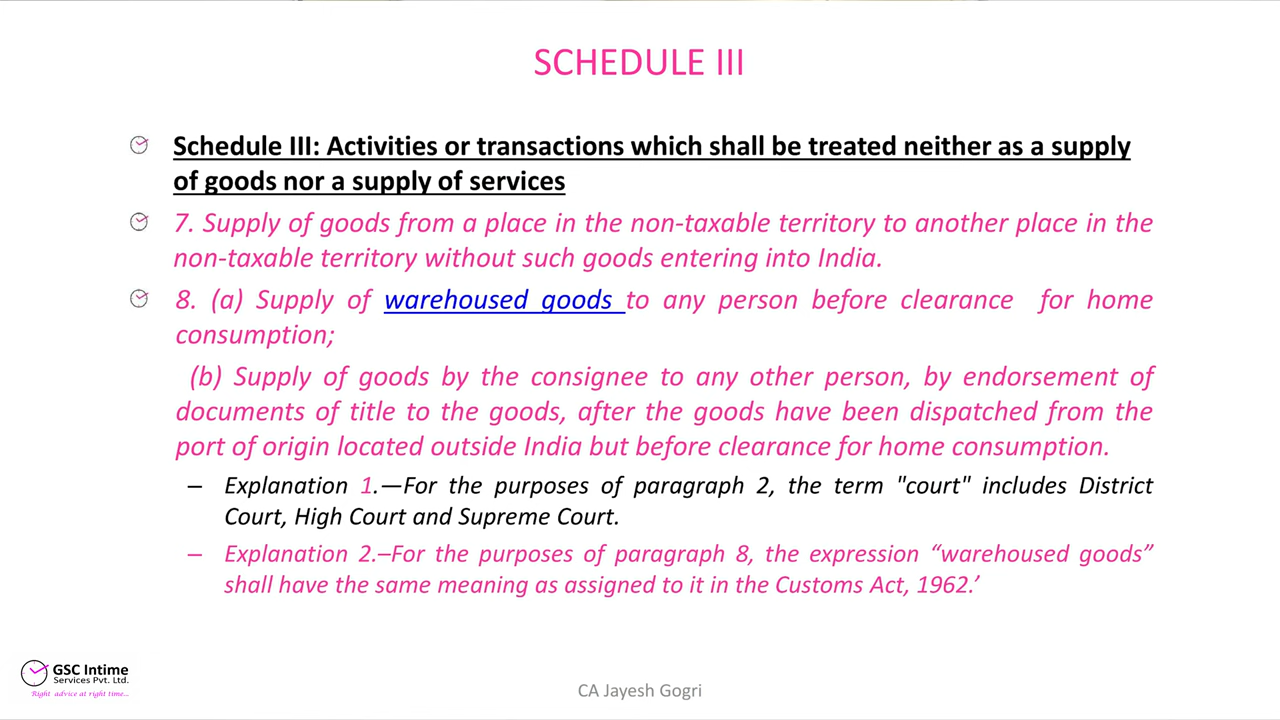 SCHEDULE III
Schedule III: Activities or transactions which shall be treated neither as a supply
of goods nor a supply of services
7. Supply of goods from a place in the non-taxable territory to another place in the
non-taxable territory without such goods entering into India.
8. (a) Supply of warehoused goods to any person before clearance for home
consumption;
(b) Supply of goods by the consignee to any other person, by endorsement of
documents of title to the goods, after the goods have been dispatched from the
port of origin located outside India but before clearance for home consumption.
– Explanation 1.—For the purposes of paragraph 2, the term "court" includes District
Court, High Court and Supreme Court.
– Explanation 2.–For the purposes of paragraph 8, the expression “warehoused goods”
shall have the same meaning as assigned to it in the Customs Act, 1962.’
GSC Intime
Services Pvt. Ltd.
Right advice at right time...
CA Jayesh Gogri